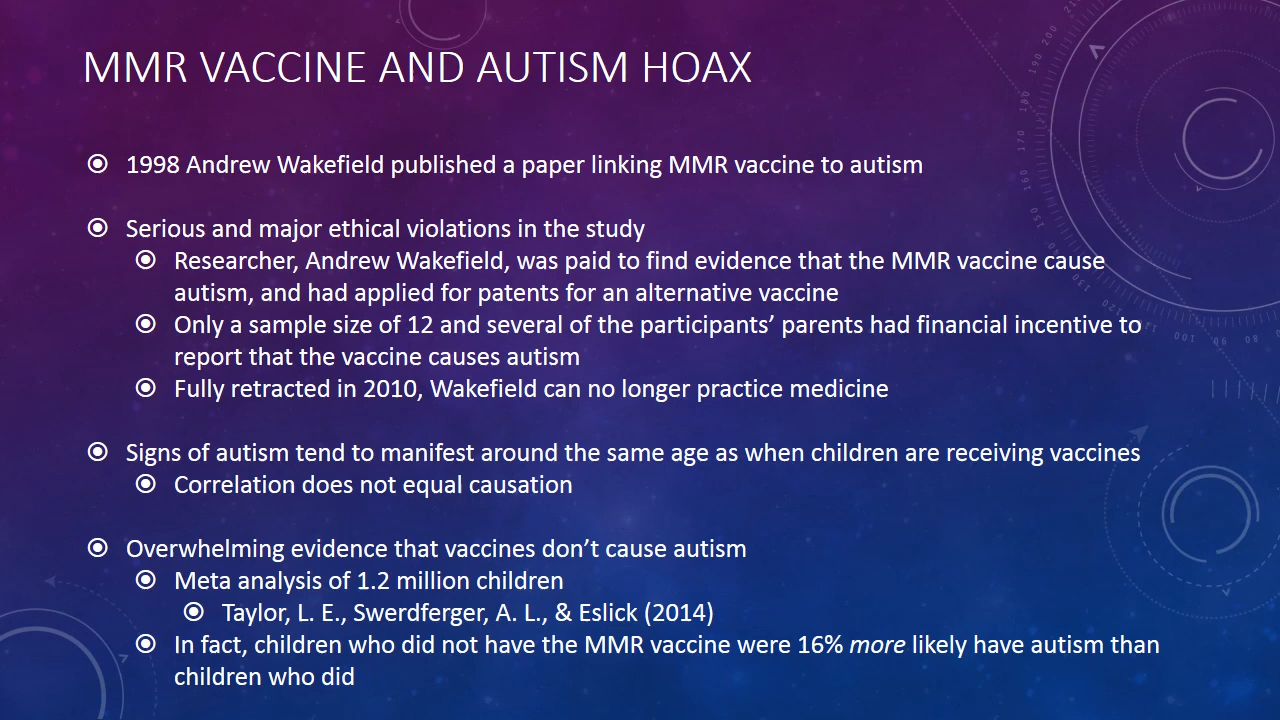 MMR VACCINE AND AUTISM HOAX
1998 Andrew Wakefield published a paper linking MMR vaccine to autism
Serious and major ethical violations in the study
Researcher, Andrew Wakefield, was paid to find evidence that the MMR vaccine cause
autism, and had applied for patents for an alternative vaccine
Only a sample size of 12 and several of the participants’ parents had financial incentive to
report that the vaccine causes autism
Fully retracted in 2010, Wakefield can no longer practice medicine
Signs of autism tend to manifest around the same age as when children are receiving vaccines
Correlation does not equal causation
Overwhelming evidence that vaccines don’t cause autism
Meta analysis of 1.2 million children
Taylor, L. E., Swerdferger, A. L., & Eslick (2014)
In fact, children who did not have the MMR vaccine were 16% more likely have autism than
children who did